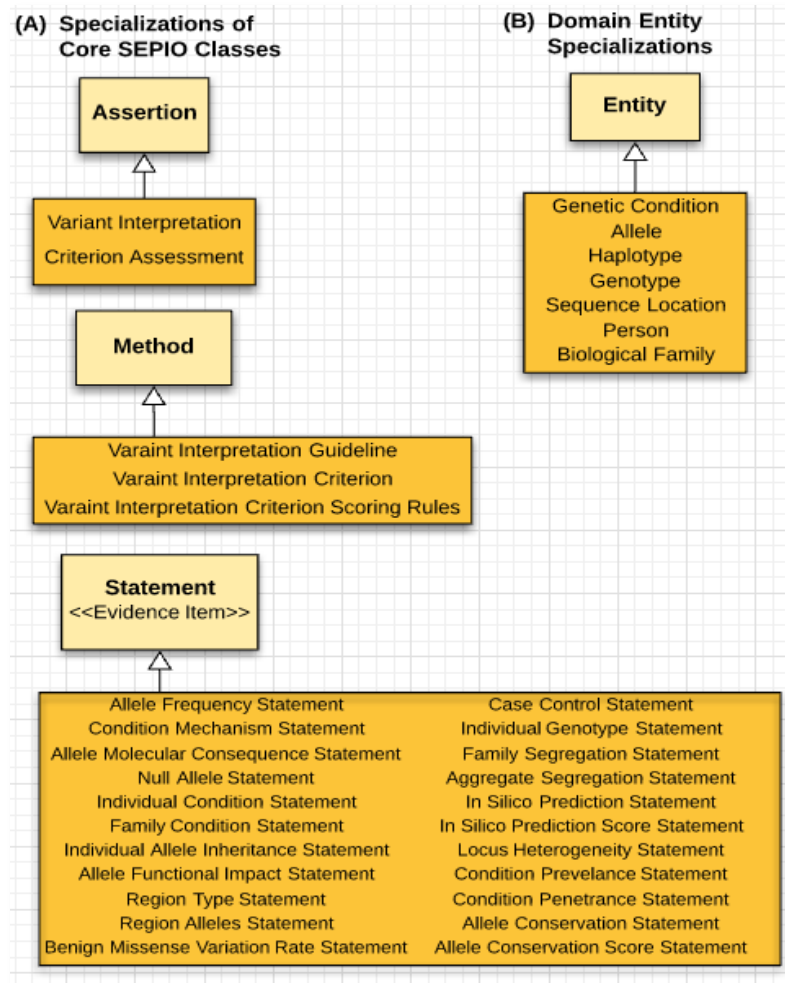 (A) Specializations of
Core SEPIO Classes
Assertion
Variant Interpretation
Criterion Assessment
Method
Varaint Interpretation Guideline
Varaint Interpretation Criterion
Varaint Interpretation Criterion Scoring Rules
Statement
<<Evidence Item>>
Allele Frequency Statement
Condition Mechanism Statement
Allele Molecular Consequence Statement
Null Allele Statement
Individual Condition Statement
Family Condition Statement
Individual Allele Inheritance Statement
Allele Functional Impact Statement
Region Type Statement
Region Alleles Statement
Benign Missense Variation Rate Statement
Case Control Statement
Individual Genotype Statement
Family Segregation Statement
Aggregate Segregation Statement
In Silico Prediction Statement
In Silico Prediction Score Statement
Locus Heterogeneity Statement
Condition Prevelance Statement
Condition Penetrance Statement
Allele Conservation Statement
Allele Conservation Score Statement
(B) Domain Entity
Specializations
Entity
Genetic Condition
Allele
Haplotype
Genotype
Sequence Location
Person
Biological Family